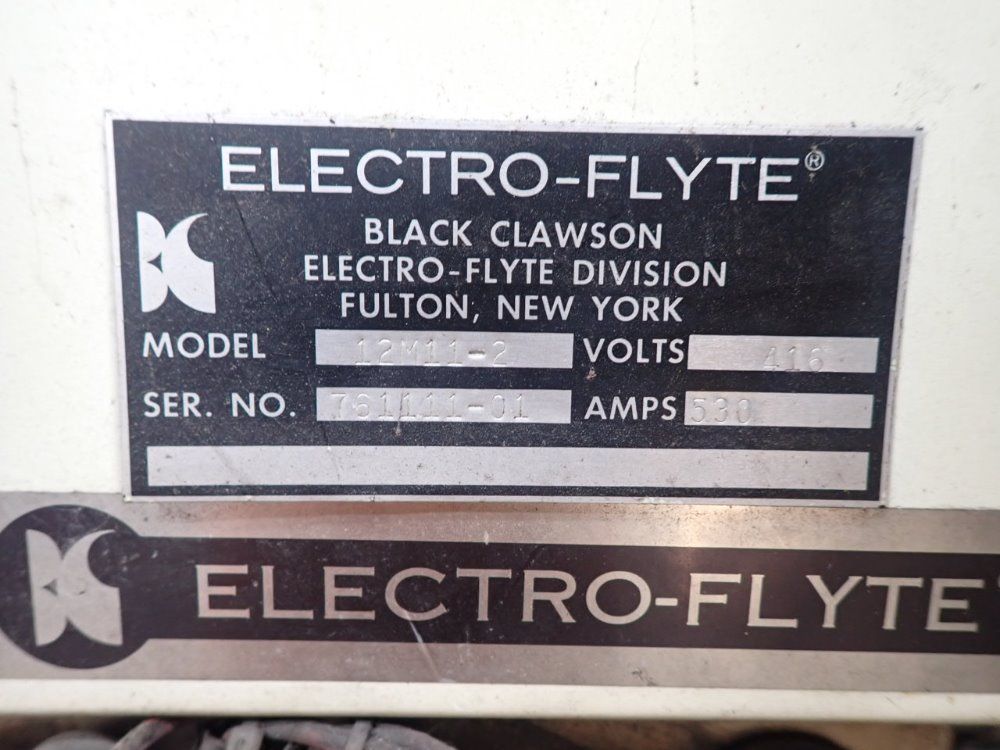 ELECTRO-FLYTE®
BLACK CLAWSON
ELECTRO-FLYTE DIVISION
FULTON, NEW YORK
MODEL 12M11-2 VOLTS 416
SER. NO. 761111-01 AMPS 530
ELECTRO-FLYTE